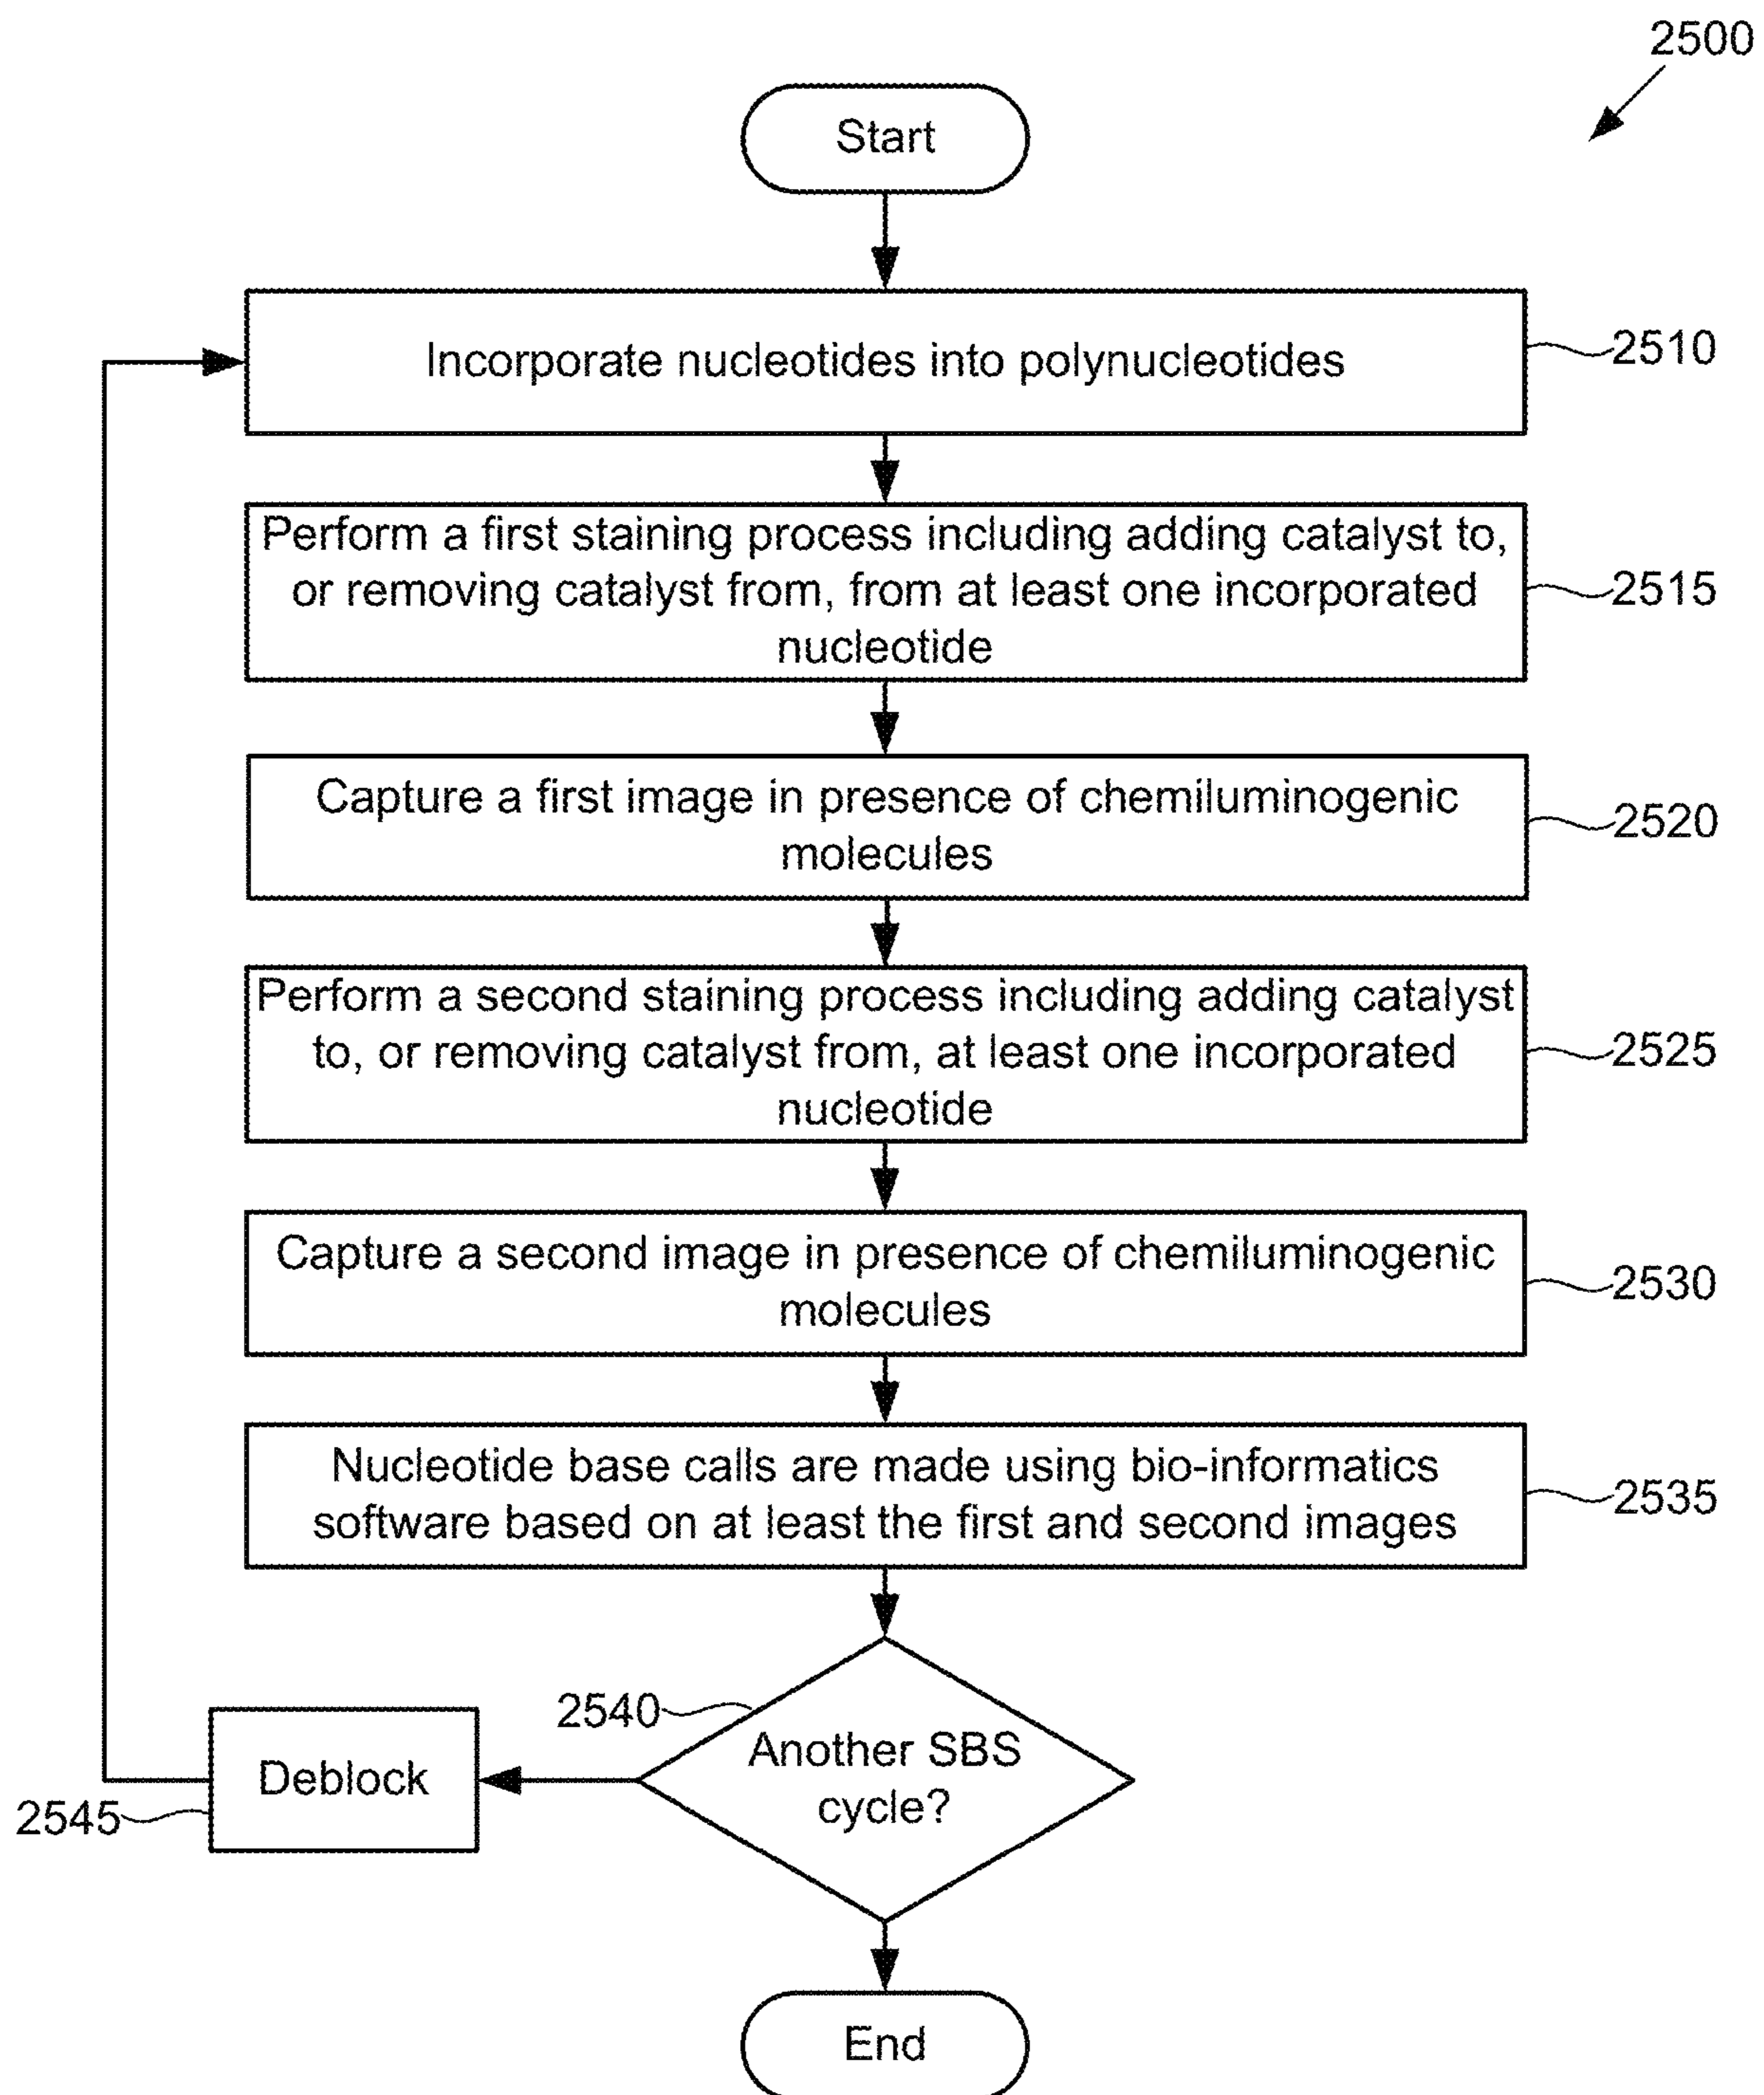 2500
Start
Incorporate nucleotides into polynucleotides
2510
Perform a first staining process including adding catalyst to,
or removing catalyst from, from at least one incorporated
nucleotide
2515
Capture a first image in presence of chemiluminogenic
molecules
2520
Perform a second staining process including adding catalyst
to, or removing catalyst from, at least one incorporated
nucleotide
2525
Capture a second image in presence of chemiluminogenic
molecules
2530
Nucleotide base calls are made using bio-informatics
software based on at least the first and second images
2535
2540
Another SBS
cycle?
Deblock
2545
End